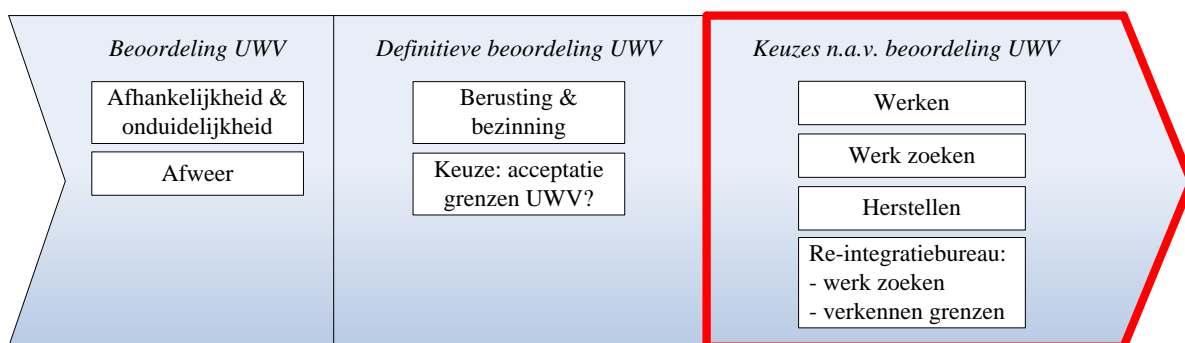 Beoordeling UWV
Afhankelijkheid &
onduidelijkheid
Afweer
Definitieve beoordeling UWV
Berusting &
bezinning
Keuze: acceptatie
grenzen UWV?
Keuzes n.a.v. beoordeling UWV
Werken
Werk zoeken
Herstellen
Re-integratiebureau:
- werk zoeken
- verkennen grenzen